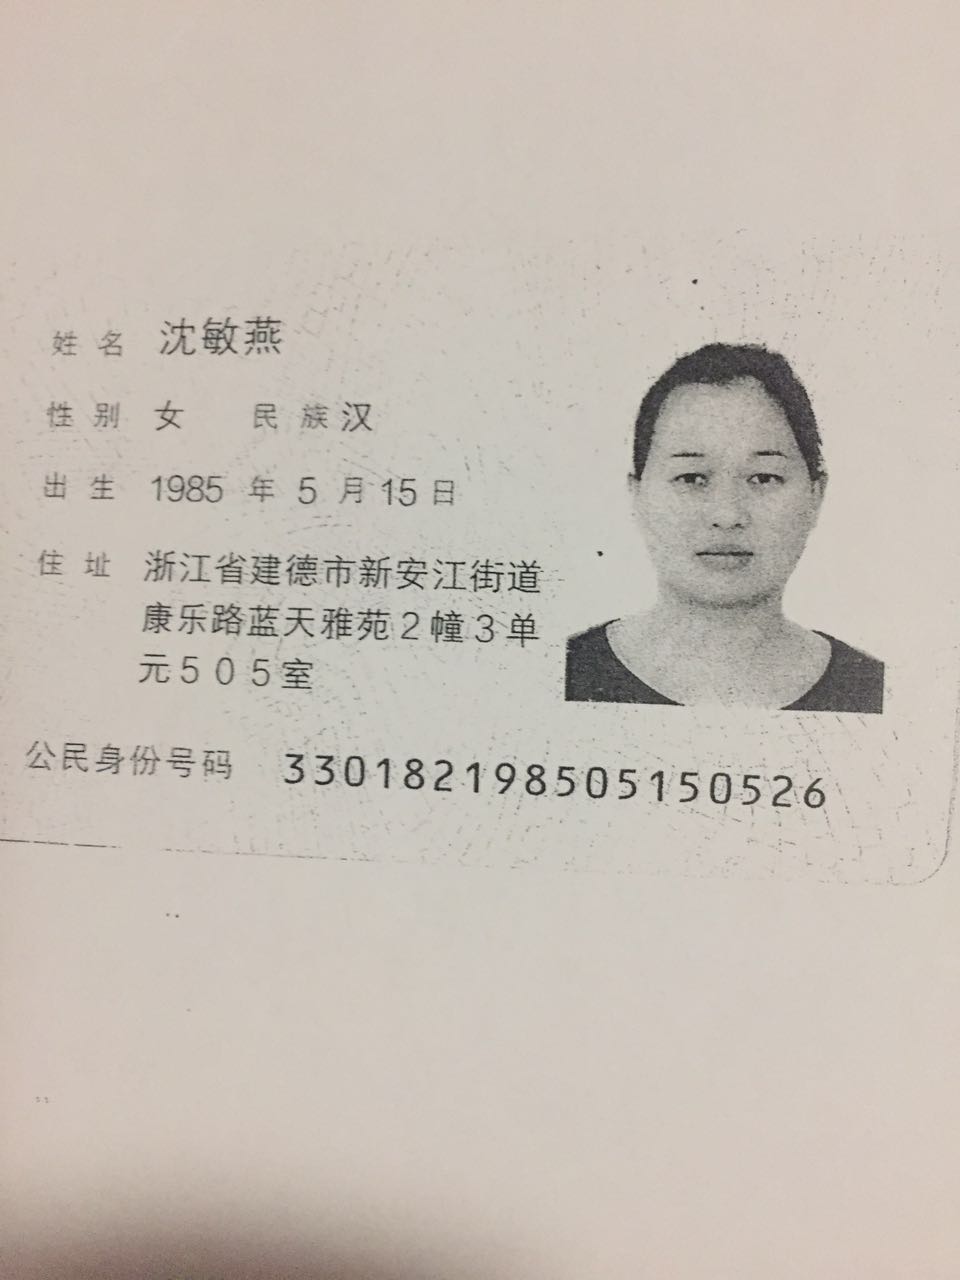 姓名 沈敏燕
性别 女 民族 汉
出生 1985 年 5 月 15 日
住址 浙江省建德市新安江街道
康乐路蓝天雅苑2幢3单
元505室
公民身份号码 330182198505150526